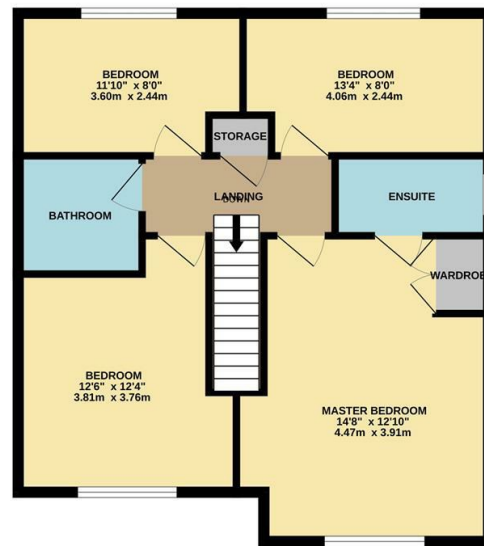 BEDROOM
11'10" x 8'0"
3.60m x 2.44m
BEDROOM
13'4" x 8'0"
4.06m x 2.44m
STORAGE
LANDING
DOWN
BATHROOM
ENSUITE
WARDROBE
BEDROOM
12'6" x 12'4"
3.81m x 3.76m
MASTER BEDROOM
14'8" x 12'10"
4.47m x 3.91m